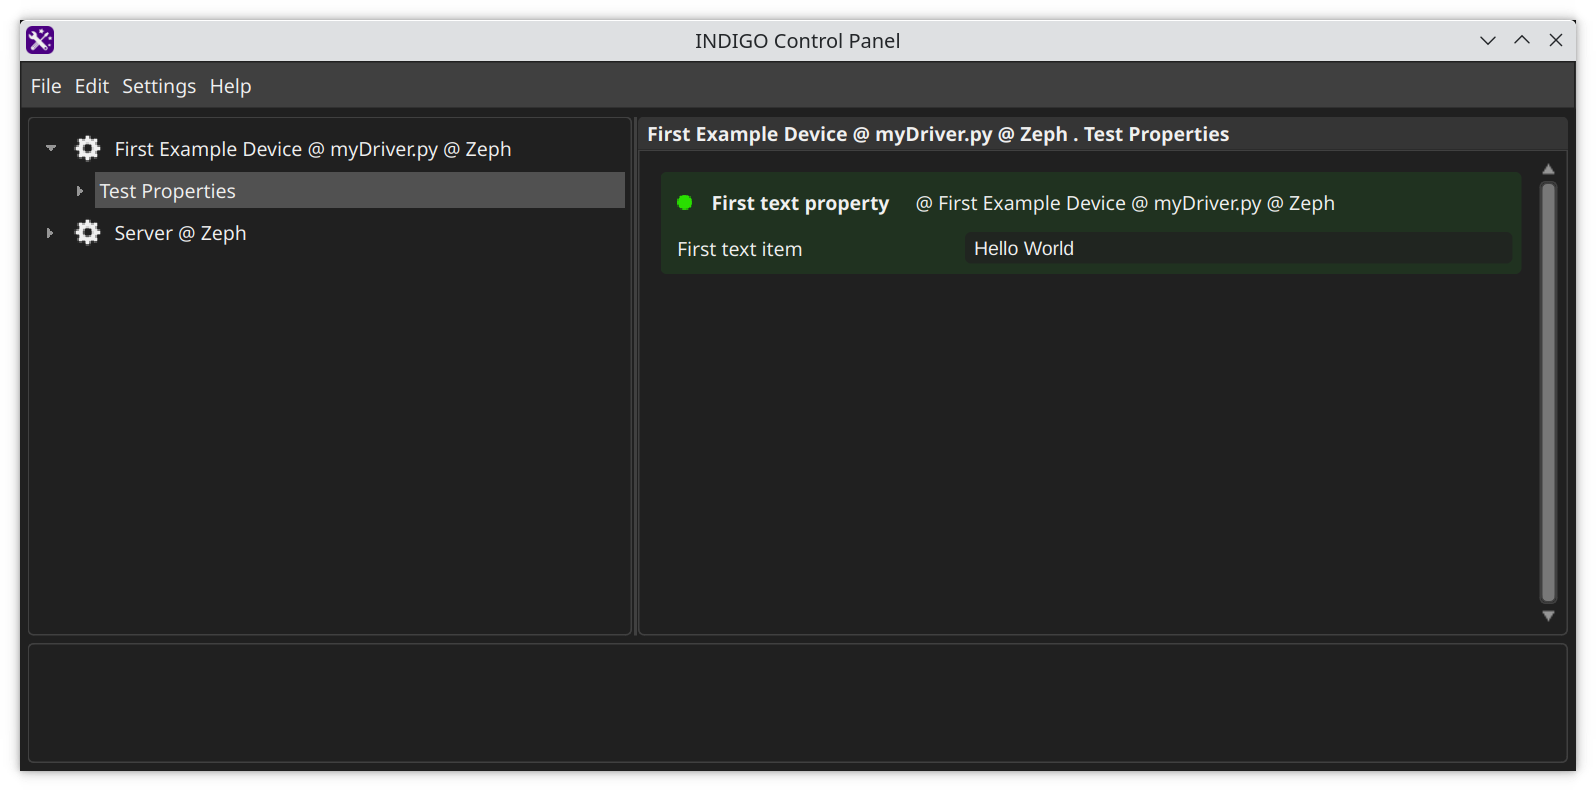 INDIGO Control Panel
File Edit Settings Help
First Example Device @ myDriver.py @ Zeph
Test Properties
Server @ Zeph
First Example Device @ myDriver.py @ Zeph . Test Properties
First text property @ First Example Device @ myDriver.py @ Zeph
First text item Hello World